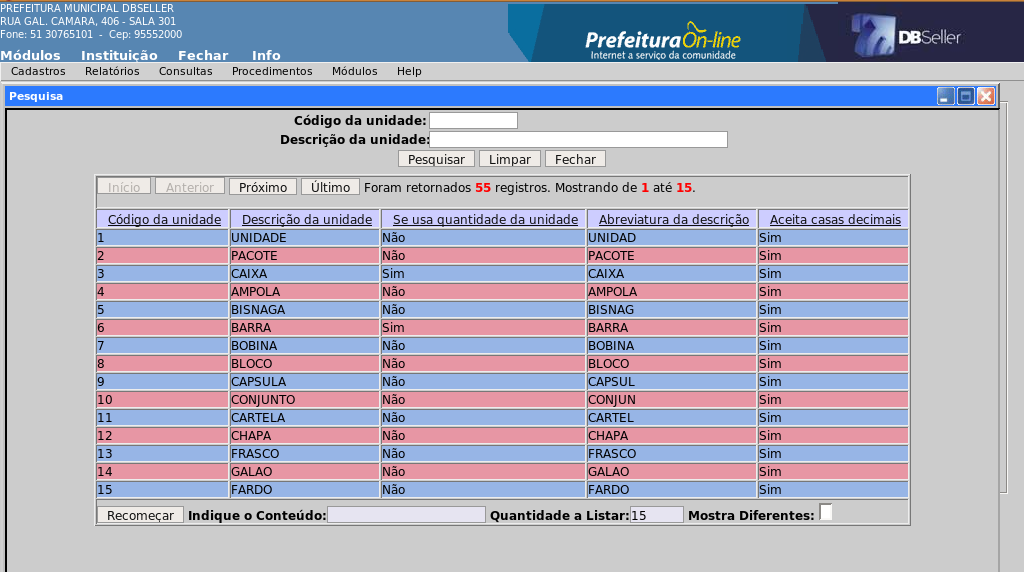 PREFEITURA MUNICIPAL DBSELLER
RUA GAL. CAMARA, 406 - SALA 301
Fone: 51 30765101 - Cep: 95552000
PrefeituraOn-line
Internet a serviço da comunidade
DBSeller
Módulos Instituição Fechar Info
Cadastros Relatórios Consultas Procedimentos Módulos Help
Pesquisa
Código da unidade:
Descrição da unidade:
Pesquisar Limpar Fechar
Início Anterior Próximo Último Foram retornados 55 registros. Mostrando de 1 até 15.
Código da unidade Descrição da unidade Se usa quantidade da unidade Abreviatura da descrição Aceita casas decimais
1 UNIDADE Não UNIDAD Sim
2 PACOTE Não PACOTE Sim
3 CAIXA Sim CAIXA Sim
4 AMPOLA Não AMPOLA Sim
5 BISNAGA Não BISNAG Sim
6 BARRA Sim BARRA Sim
7 BOBINA Não BOBINA Sim
8 BLOCO Não BLOCO Sim
9 CAPSULA Não CAPSUL Sim
10 CONJUNTO Não CONJUN Sim
11 CARTELA Não CARTEL Sim
12 CHAPA Não CHAPA Sim
13 FRASCO Não FRASCO Sim
14 GALAO Não GALAO Sim
15 FARDO Não FARDO Sim
Recomeçar Indique o Conteúdo: Quantidade a Listar: 15 Mostra Diferentes: